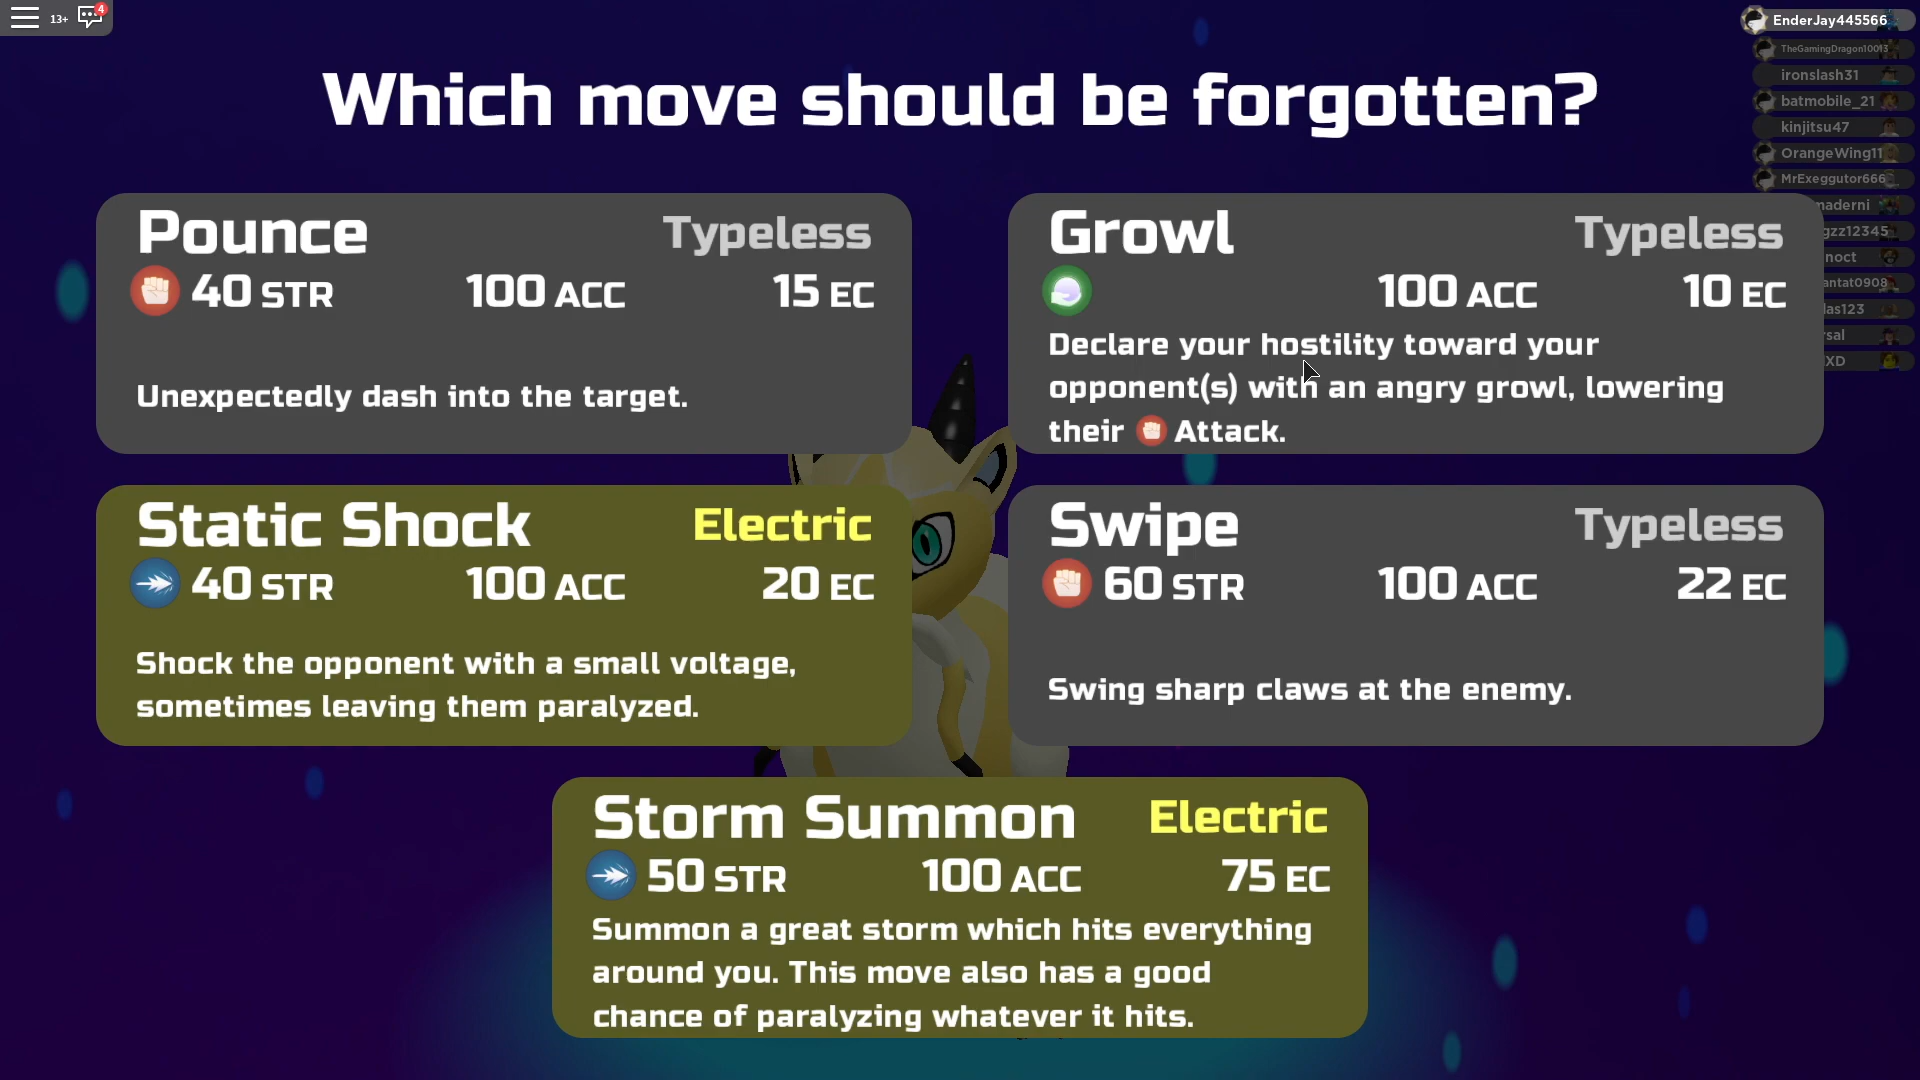 13+
4
EnderJay445566
TheGamingDragon10013
ironslash31
batmobile_21
kinjitsu47
OrangeWing11
MrExeggutor666
Which move should be forgotten?
Pounce Typeless
40 STR 100 ACC 15 EC
Unexpectedly dash into the target.
Growl Typeless
100 ACC 10 EC
Declare your hostility toward your
opponent(s) with an angry growl, lowering
their Attack.
Static Shock Electric
40 STR 100 ACC 20 EC
Shock the opponent with a small voltage,
sometimes leaving them paralyzed.
Swipe Typeless
60 STR 100 ACC 22 EC
Swing sharp claws at the enemy.
Storm Summon Electric
50 STR 100 ACC 75 EC
Summon a great storm which hits everything
around you. This move also has a good
chance of paralyzing whatever it hits.